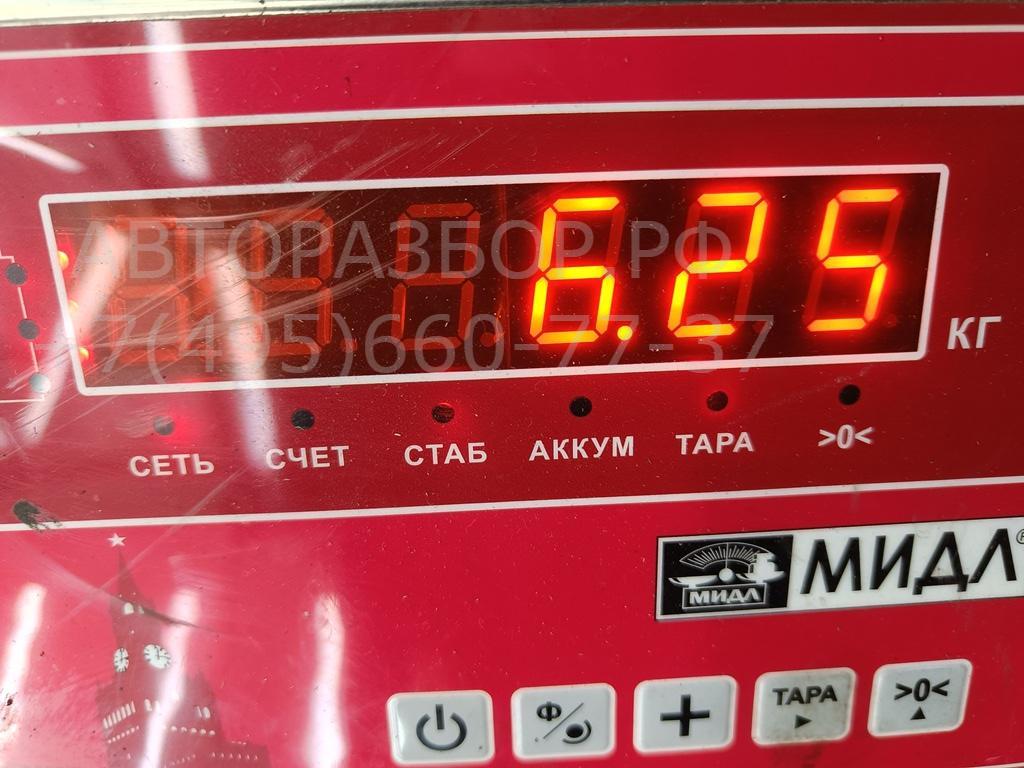 АВТОРАЗБОР.РФ
+7(495)660-77-37
6.25
КГ
СЕТЬ СЧЕТ СТАБ АККУМ ТАРА >0<
МИДЛ МИДЛ®
Ф ТАРА >0<